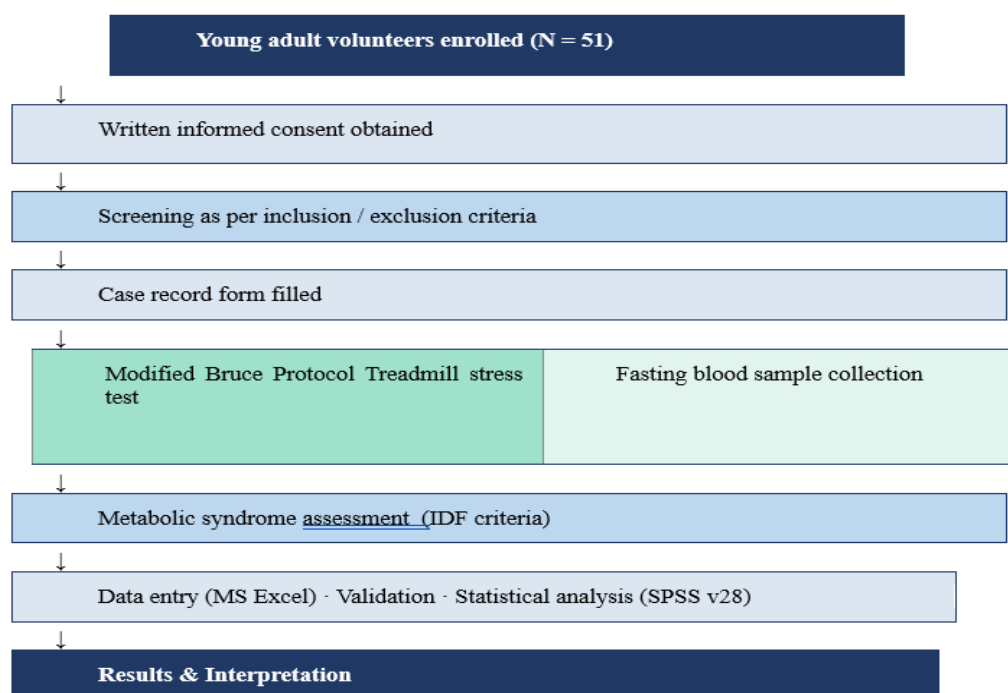 Young adult volunteers enrolled (N = 51)
↓
Written informed consent obtained
↓
Screening as per inclusion / exclusion criteria
↓
Case record form filled
↓
Modified Bruce Protocol Treadmill stress
test
Fasting blood sample collection
↓
Metabolic syndrome assessment (IDF criteria)
↓
Data entry (MS Excel) · Validation · Statistical analysis (SPSS v28)
↓
Results & Interpretation